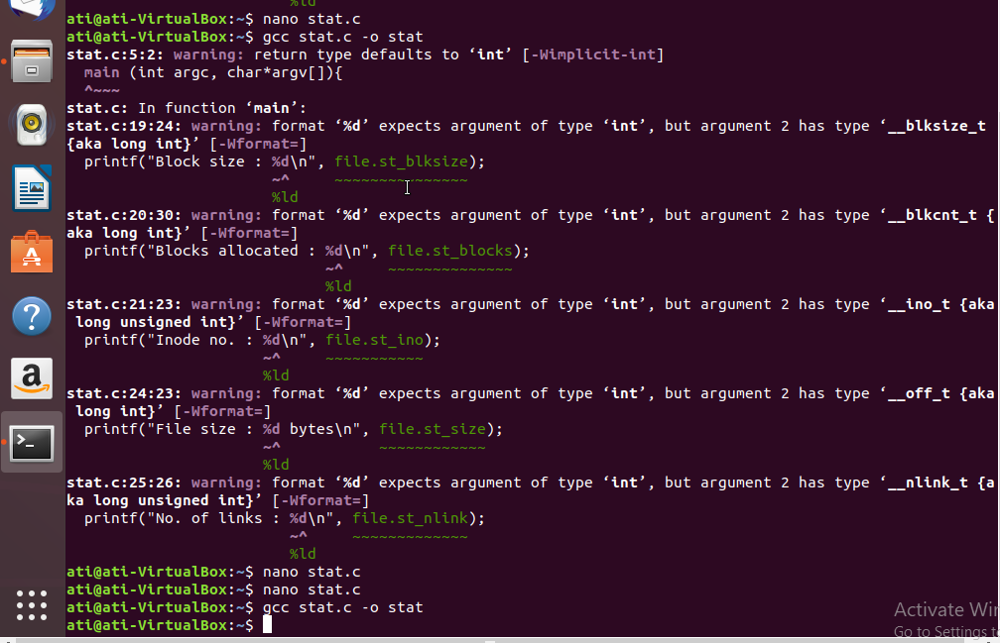 %ld
ati@ati-VirtualBox:~$ nano stat.c
ati@ati-VirtualBox:~$ gcc stat.c -o stat
stat.c:5:2: warning: return type defaults to ‘int’ [-Wimplicit-int]
  main (int argc, char*argv[]){
  ^~~~
stat.c: In function ‘main’:
stat.c:19:24: warning: format ‘%d’ expects argument of type ‘int’, but argument 2 has type ‘__blksize_t
{aka long int}’ [-Wformat=]
  printf("Block size : %d\n", file.st_blksize);
                       ~^     ~~~~~~~~~~~~~~~
                       %ld
stat.c:20:30: warning: format ‘%d’ expects argument of type ‘int’, but argument 2 has type ‘__blkcnt_t {
aka long int}’ [-Wformat=]
  printf("Blocks allocated : %d\n", file.st_blocks);
                             ~^     ~~~~~~~~~~~~~~
                             %ld
stat.c:21:23: warning: format ‘%d’ expects argument of type ‘int’, but argument 2 has type ‘__ino_t {aka
 long unsigned int}’ [-Wformat=]
  printf("Inode no. : %d\n", file.st_ino);
                      ~^     ~~~~~~~~~~~
                      %ld
stat.c:24:23: warning: format ‘%d’ expects argument of type ‘int’, but argument 2 has type ‘__off_t {aka
 long int}’ [-Wformat=]
  printf("File size : %d bytes\n", file.st_size);
                      ~^           ~~~~~~~~~~~~
                      %ld
stat.c:25:26: warning: format ‘%d’ expects argument of type ‘int’, but argument 2 has type ‘__nlink_t {a
ka long unsigned int}’ [-Wformat=]
  printf("No. of links : %d\n", file.st_nlink);
                         ~^     ~~~~~~~~~~~~~
                         %ld
ati@ati-VirtualBox:~$ nano stat.c
ati@ati-VirtualBox:~$ nano stat.c
ati@ati-VirtualBox:~$ gcc stat.c -o stat
ati@ati-VirtualBox:~$
Activate Win
Go to Settings to